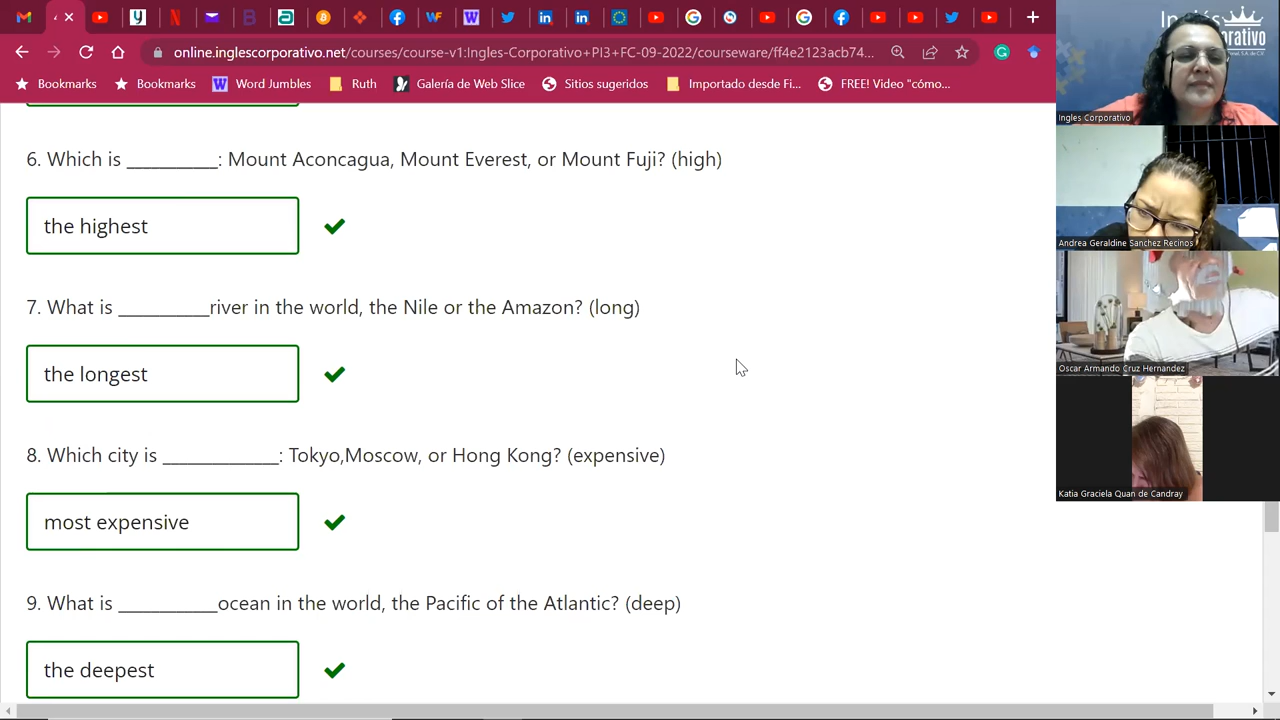 online.inglescorporativo.net/courses/course-v1:Ingles-Corporativo+PI3+FC-09-2022/courseware/ff4e2123acb74...
Bookmarks Bookmarks Word Jumbles Ruth Galería de Web Slice Sitios sugeridos Importado desde Fi... FREE! Video "cómo...
6. Which is __________: Mount Aconcagua, Mount Everest, or Mount Fuji? (high)
the highest
7. What is __________river in the world, the Nile or the Amazon? (long)
the longest
8. Which city is _____________: Tokyo,Moscow, or Hong Kong? (expensive)
most expensive
9. What is ___________ocean in the world, the Pacific of the Atlantic? (deep)
the deepest
Ingles Corporativo
Andrea Geraldine Sanchez Recinos
Oscar Armando Cruz Hernandez
Katia Graciela Quan de Candray